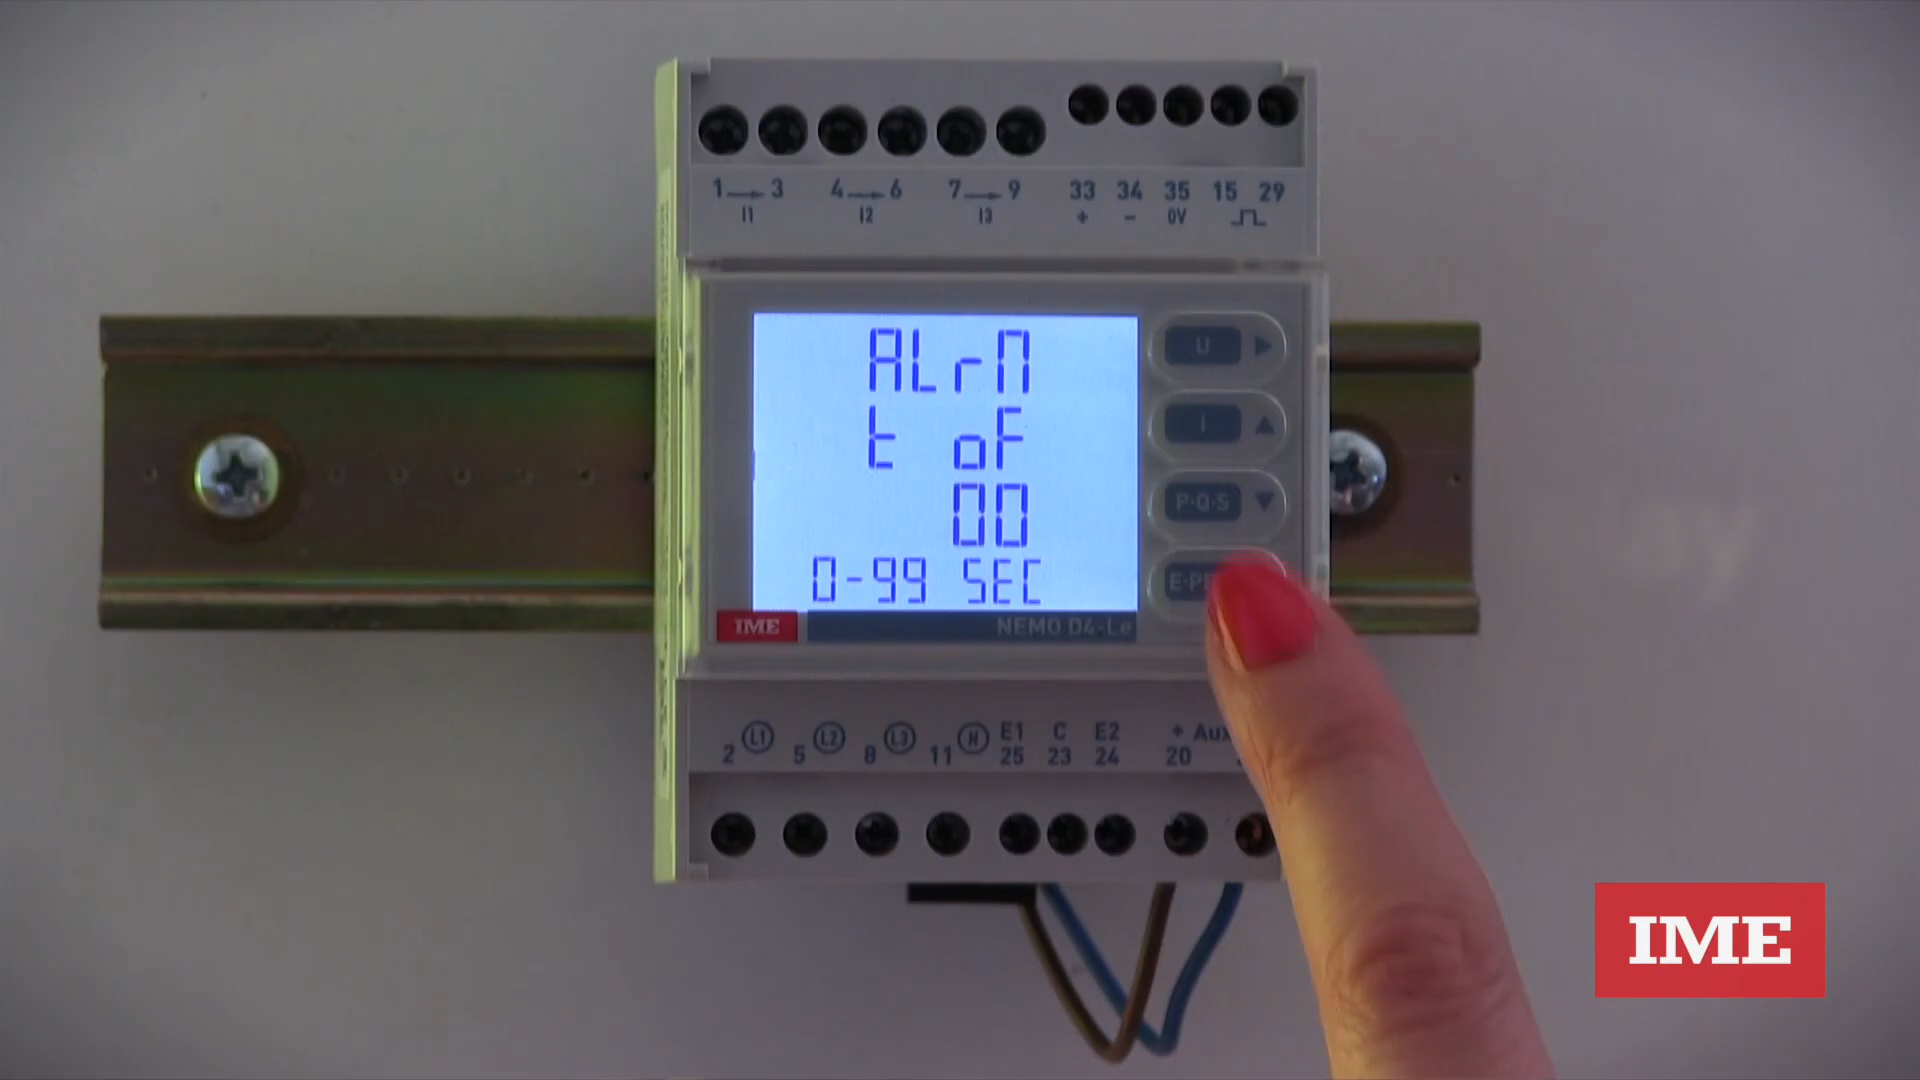 1 → 3 4 → 6 7 → 9 33 34 35 15 29
I1 I2 I3 + - 0V
ALrM
t oF
00
0-99 SEC
U
I
P·Q·S
IME
NEMO D4-Le
L1 L2 L3 N E1 C E2 + Aux
2 5 8 11 25 23 24 20
IME